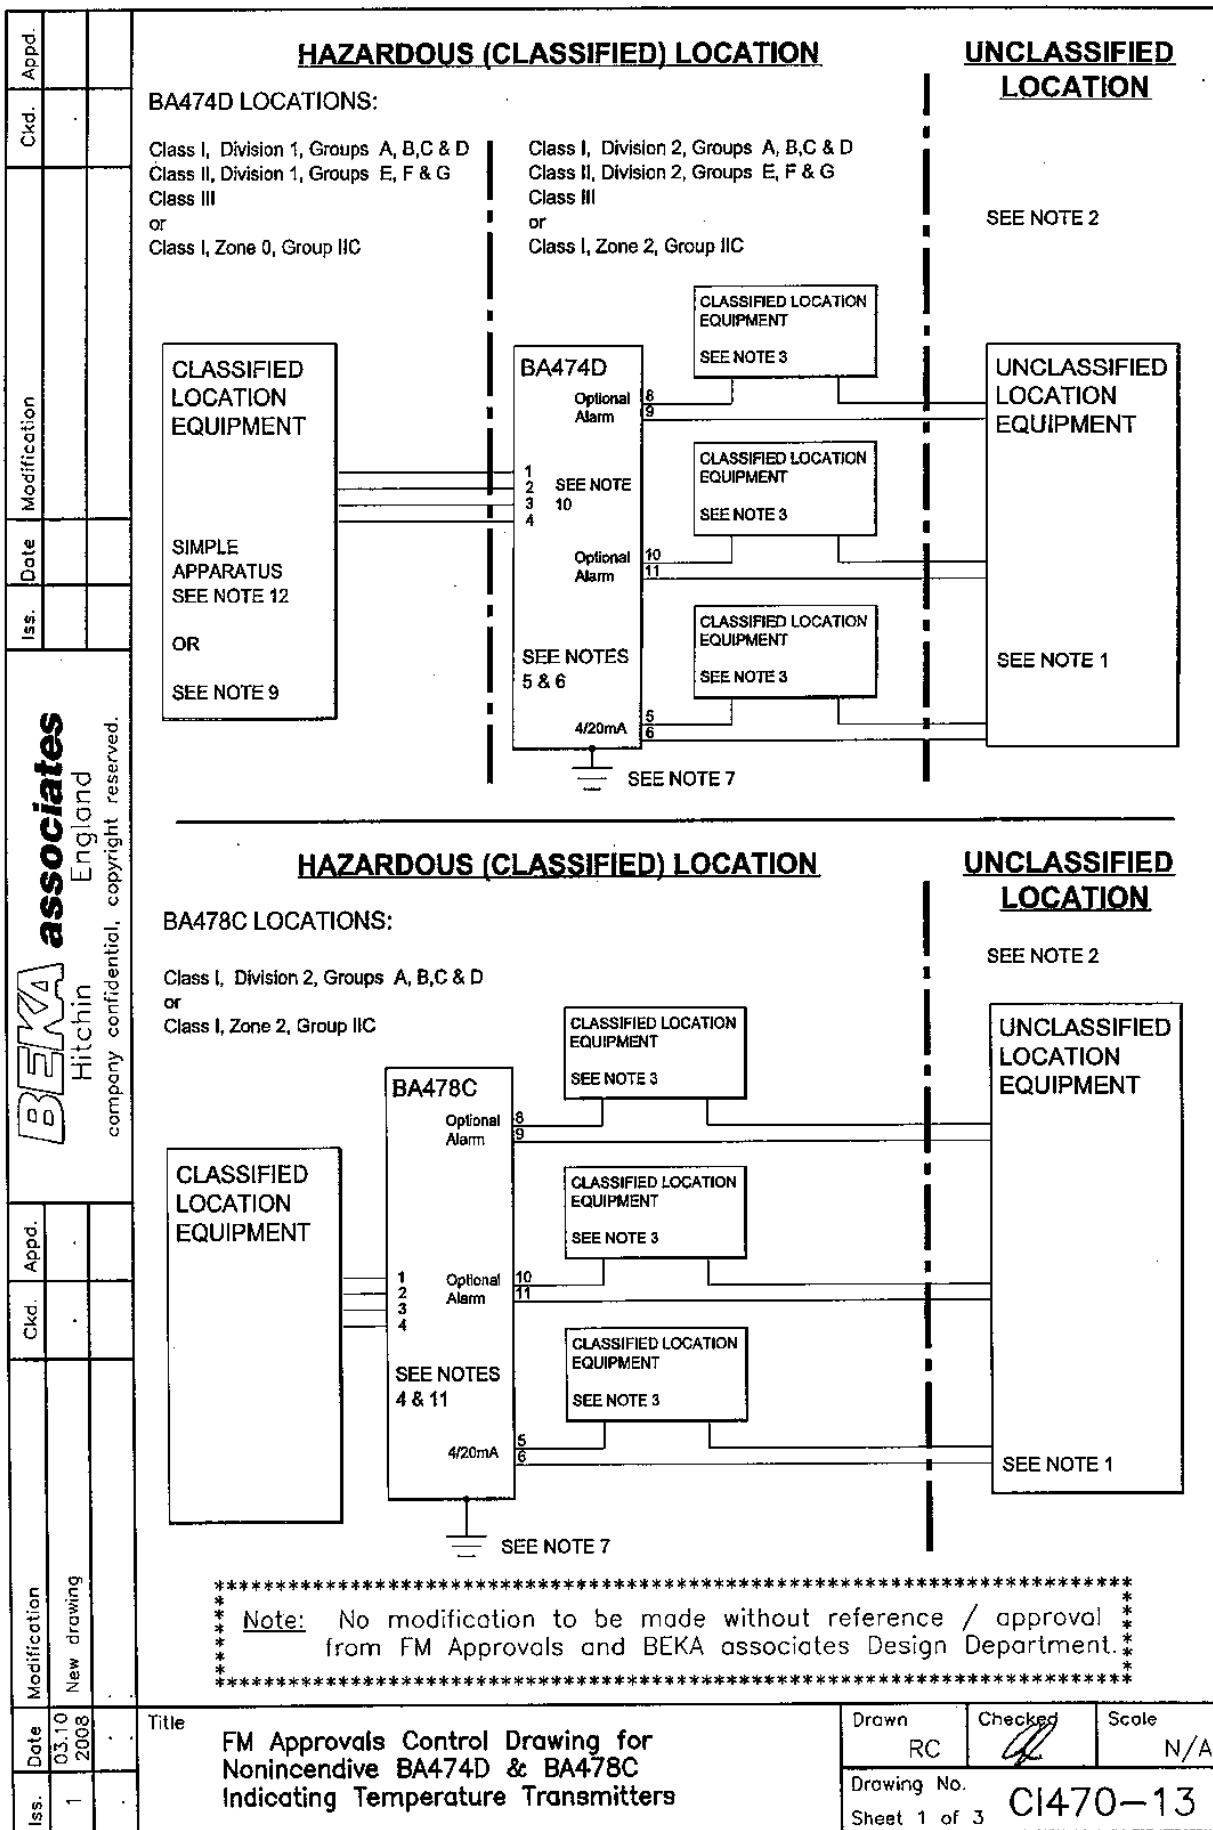 HAZARDOUS (CLASSIFIED) LOCATION
UNCLASSIFIED
LOCATION
BA474D LOCATIONS:
Class I, Division 1, Groups A, B,C & D
Class II, Division 1, Groups E, F & G
Class III
or
Class I, Zone 0, Group IIC
Class I, Division 2, Groups A, B,C & D
Class II, Division 2, Groups E, F & G
Class III
or
Class I, Zone 2, Group IIC
SEE NOTE 2
CLASSIFIED
LOCATION
EQUIPMENT
SIMPLE
APPARATUS
SEE NOTE 12
OR
SEE NOTE 9
BA474D
Optional
Alarm
8
9
1
2
3
4
SEE NOTE
10
Optional
Alarm
10
11
SEE NOTES
5 & 6
4/20mA
5
6
SEE NOTE 7
CLASSIFIED LOCATION
EQUIPMENT
SEE NOTE 3
CLASSIFIED LOCATION
EQUIPMENT
SEE NOTE 3
CLASSIFIED LOCATION
EQUIPMENT
SEE NOTE 3
UNCLASSIFIED
LOCATION
EQUIPMENT
SEE NOTE 1
HAZARDOUS (CLASSIFIED) LOCATION
UNCLASSIFIED
LOCATION
BA478C LOCATIONS:
Class I, Division 2, Groups A, B,C & D
or
Class I, Zone 2, Group IIC
SEE NOTE 2
CLASSIFIED
LOCATION
EQUIPMENT
BA478C
Optional
Alarm
8
9
1
2
3
4
Optional
Alarm
10
11
SEE NOTES
4 & 11
4/20mA
5
6
SEE NOTE 7
CLASSIFIED LOCATION
EQUIPMENT
SEE NOTE 3
CLASSIFIED LOCATION
EQUIPMENT
SEE NOTE 3
CLASSIFIED LOCATION
EQUIPMENT
SEE NOTE 3
UNCLASSIFIED
LOCATION
EQUIPMENT
SEE NOTE 1
Note: No modification to be made without reference / approval
from FM Approvals and BEKA associates Design Department.
Title
FM Approvals Control Drawing for
Nonincendive BA474D & BA478C
Indicating Temperature Transmitters
Drawn
RC
Checked
Scale
N/A
Drawing No.
Sheet 1 of 3
CI470-13
Iss. Date Modification Ckd. Appd.
BEKA associates
Hitchin England
company confidential, copyright reserved.
Iss. Date Modification Ckd. Appd.
1 03.10 New drawing
2008